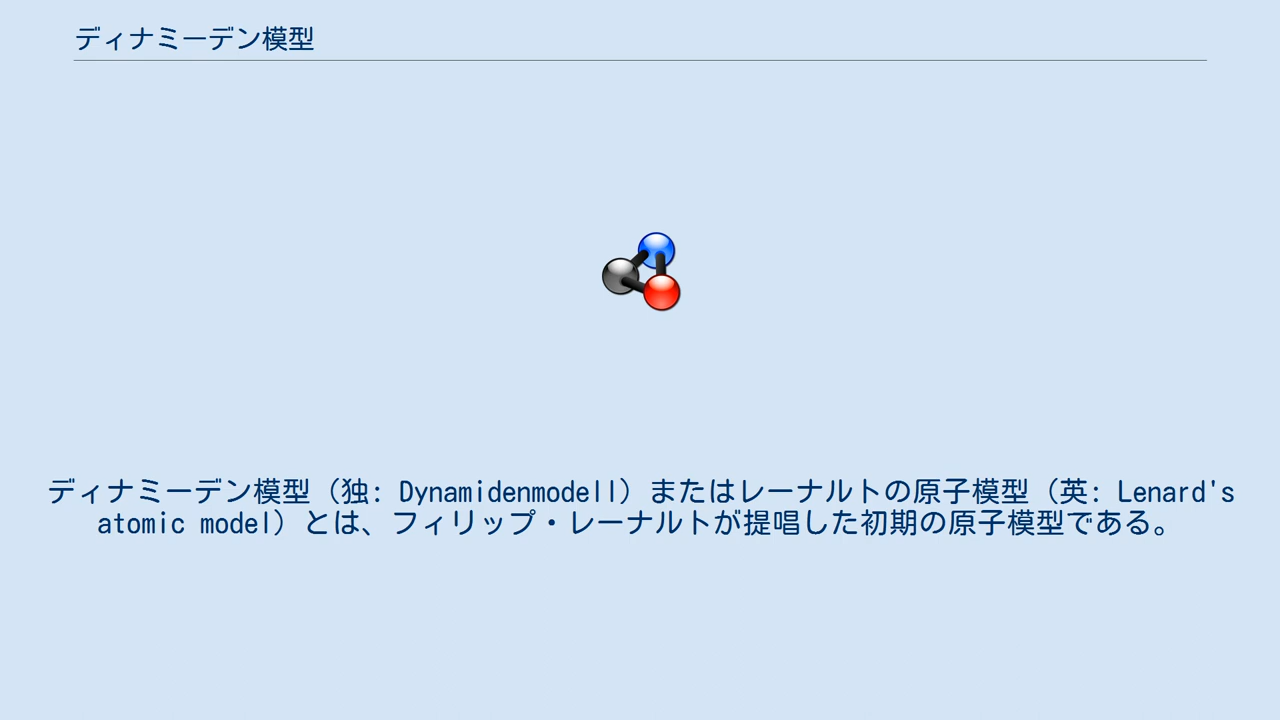 ディナミーデン模型
ディナミーデン模型（独: Dynamidenmodell）またはレーナルトの原子模型（英: Lenard's
atomic model）とは、フィリップ・レーナルトが提唱した初期の原子模型である。